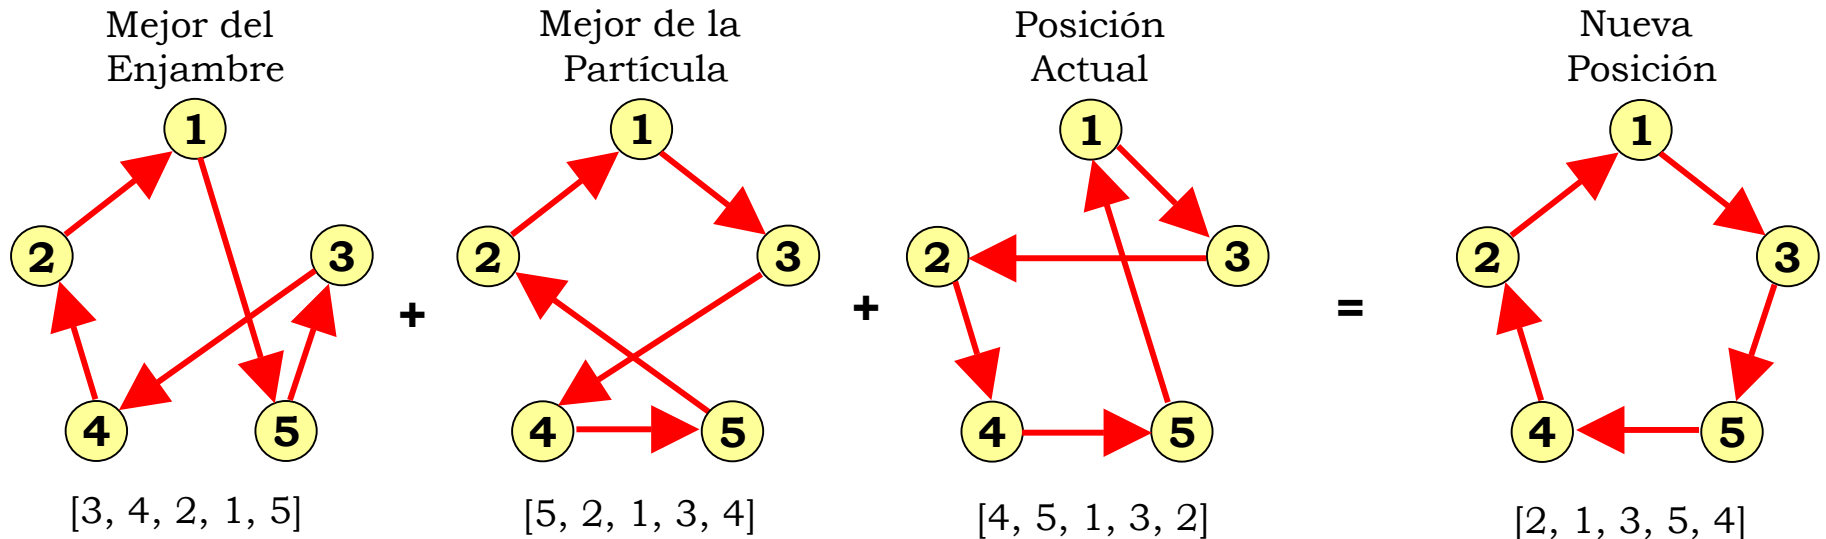 Mejor del
Enjambre
1
2
3
4
5
[3, 4, 2, 1, 5]
+
Mejor de la
Partícula
1
2
3
4
5
[5, 2, 1, 3, 4]
+
Posición
Actual
1
2
3
4
5
[4, 5, 1, 3, 2]
=
Nueva
Posición
1
2
3
4
5
[2, 1, 3, 5, 4]